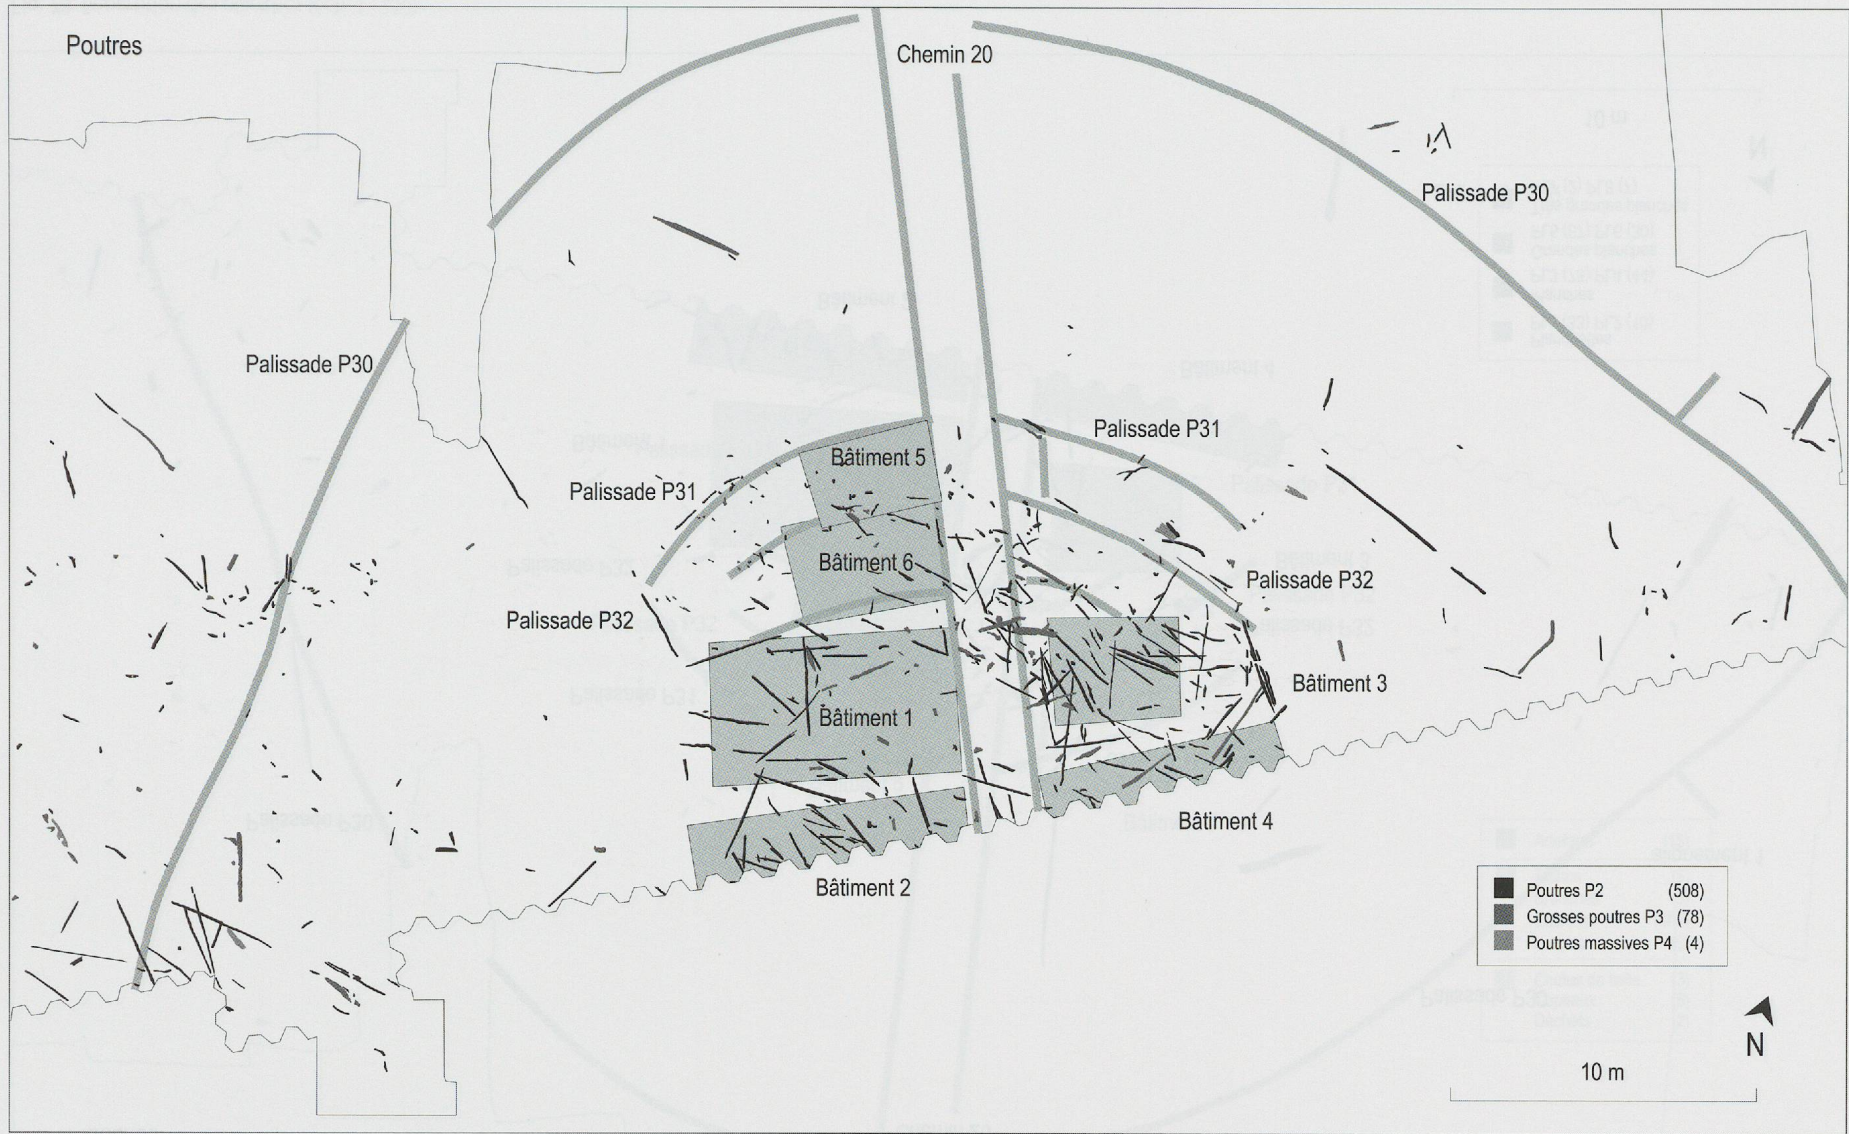 Poutres
Chemin 20
Palissade P30
Palissade P30
Palissade P31
Bâtiment 5
Palissade P31
Bâtiment 6
Palissade P32
Palissade P32
Bâtiment 3
Bâtiment 1
Bâtiment 4
Bâtiment 2
Poutres P2 (508)
Grosses poutres P3 (78)
Poutres massives P4 (4)
N
10 m